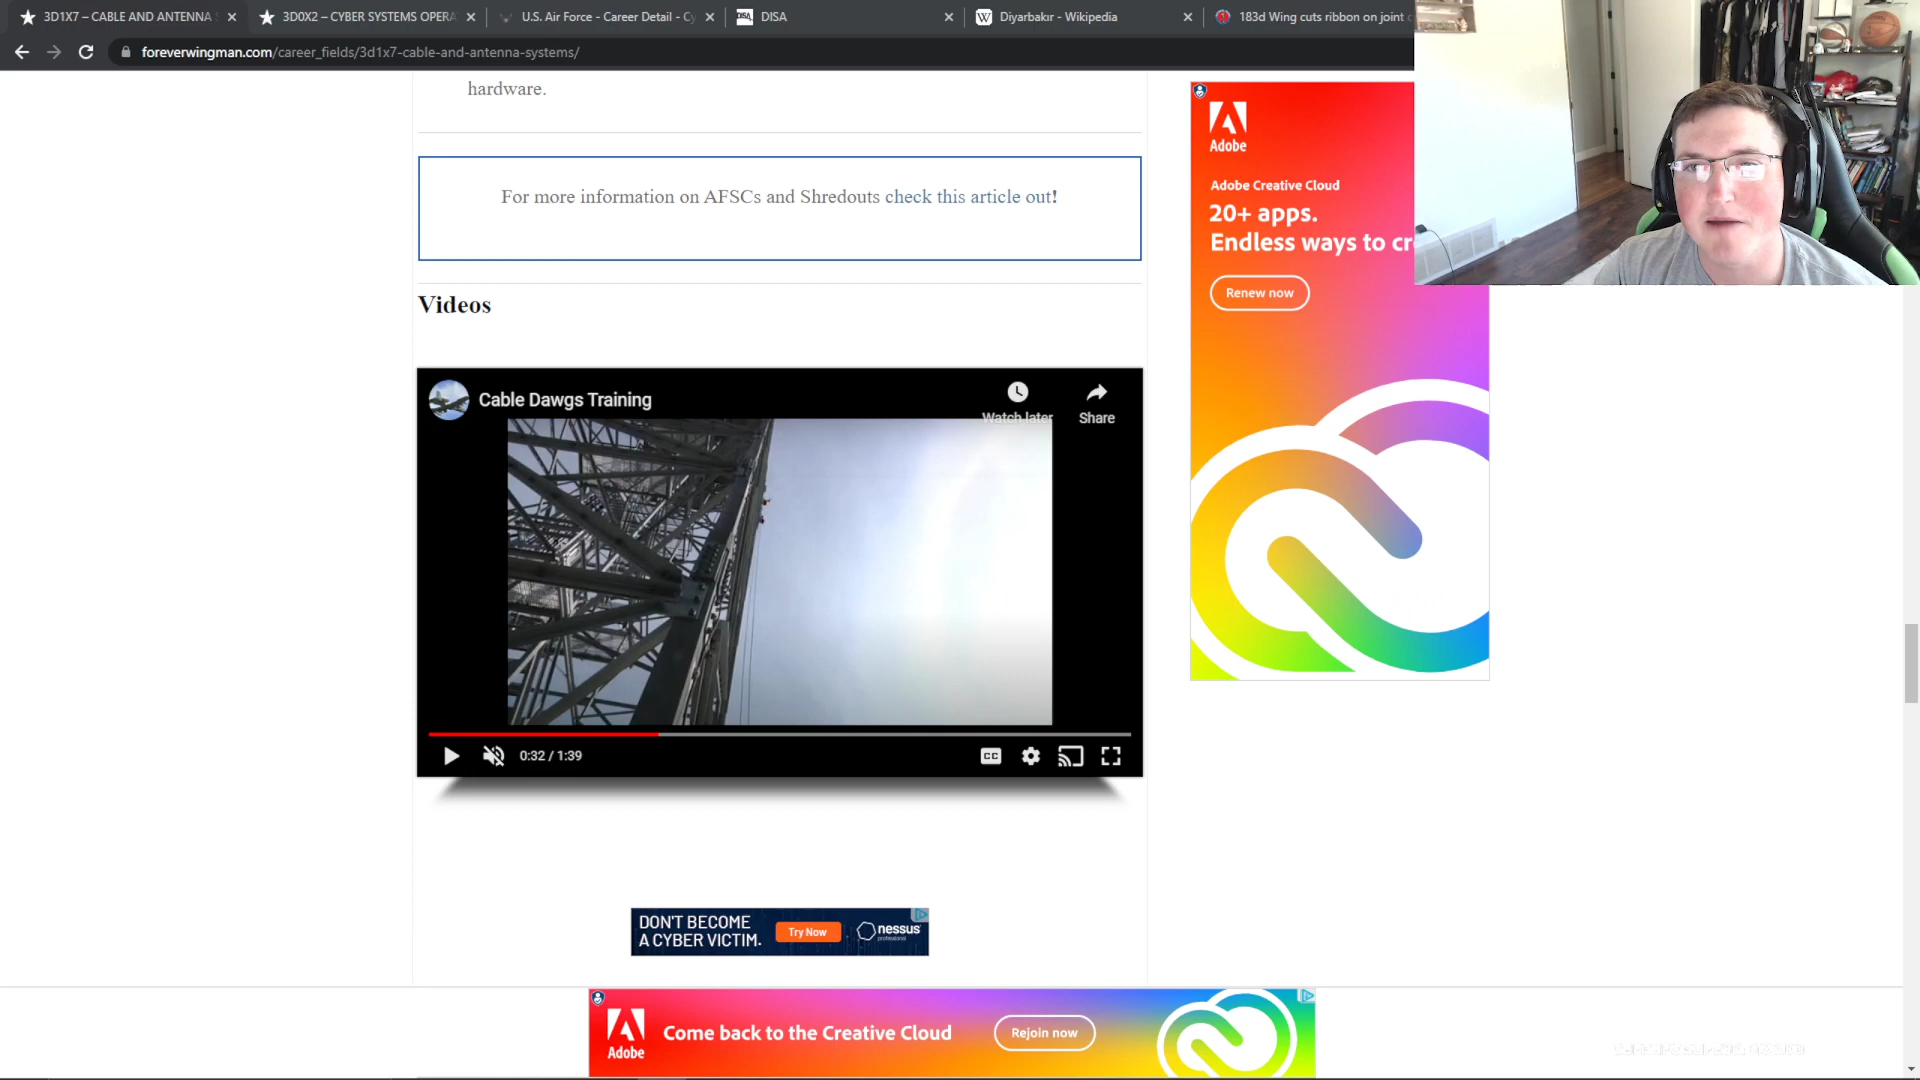 3D1X7 – CABLE AND ANTENNA S
3D0X2 – CYBER SYSTEMS OPERA
U.S. Air Force - Career Detail - Cy
DISA
DISA
W
Diyarbakır - Wikipedia
183d Wing cuts ribbon on joint c
foreverwingman.com/career_fields/3d1x7-cable-and-antenna-systems/
hardware.
For more information on AFSCs and Shredouts check this article out!
Videos
Cable Dawgs Training
Watch later
Share
0:32 / 1:39
CC
Adobe
Adobe Creative Cloud
20+ apps.
Endless ways to cr
Renew now
DON'T BECOME
A CYBER VICTIM.
Try Now
nessus
professional
Adobe
Come back to the Creative Cloud
Rejoin now